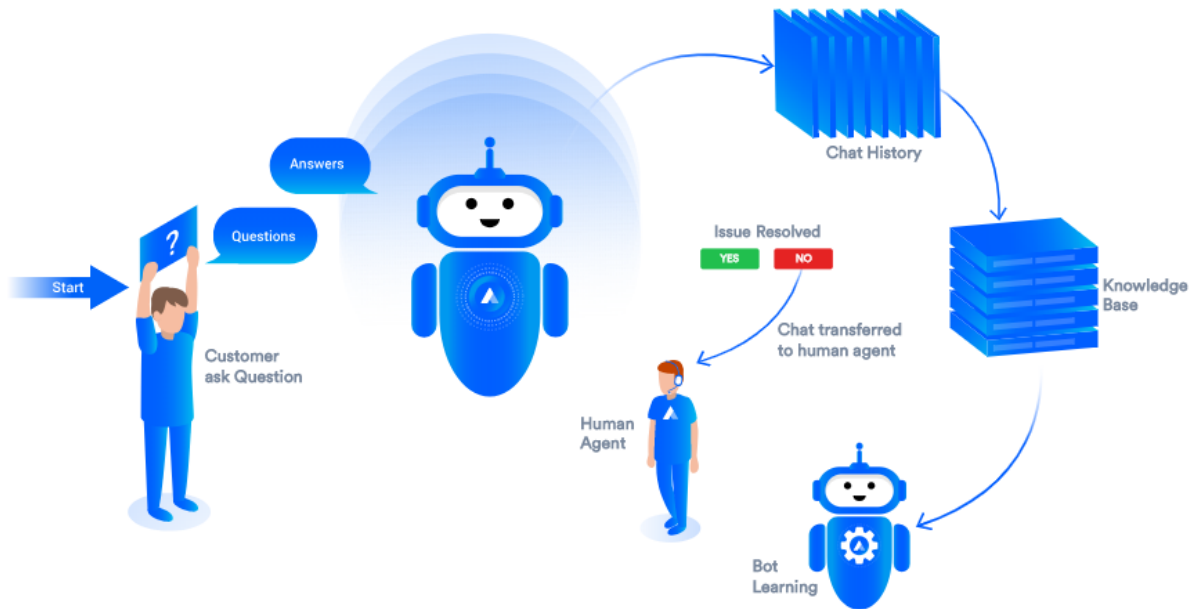 Start
?
Customer
ask Question
Questions
Answers
Chat History
Knowledge
Base
Issue Resolved
YES
NO
Chat transferred
to human agent
Human
Agent
Bot
Learning